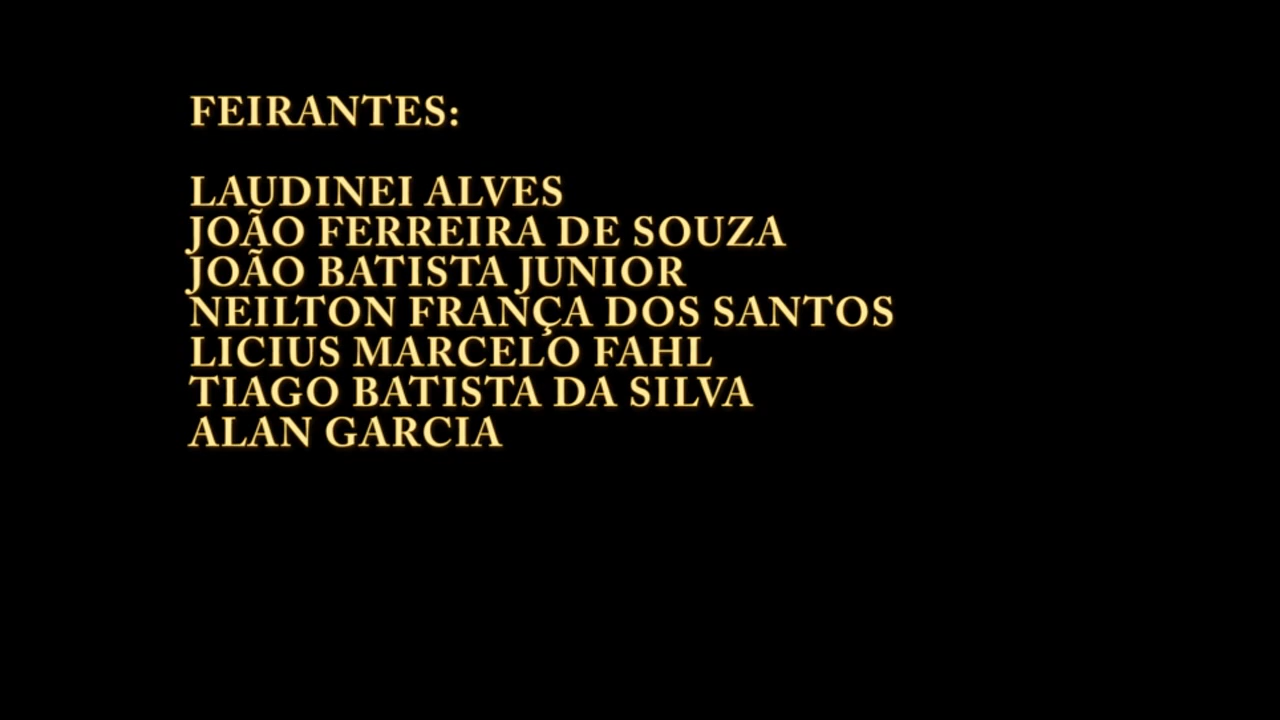 FEIRANTES:
LAUDINEI ALVES
JOÃO FERREIRA DE SOUZA
JOÃO BATISTA JUNIOR
NEILTON FRANÇA DOS SANTOS
LICIUS MARCELO FAHL
TIAGO BATISTA DA SILVA
ALAN GARCIA